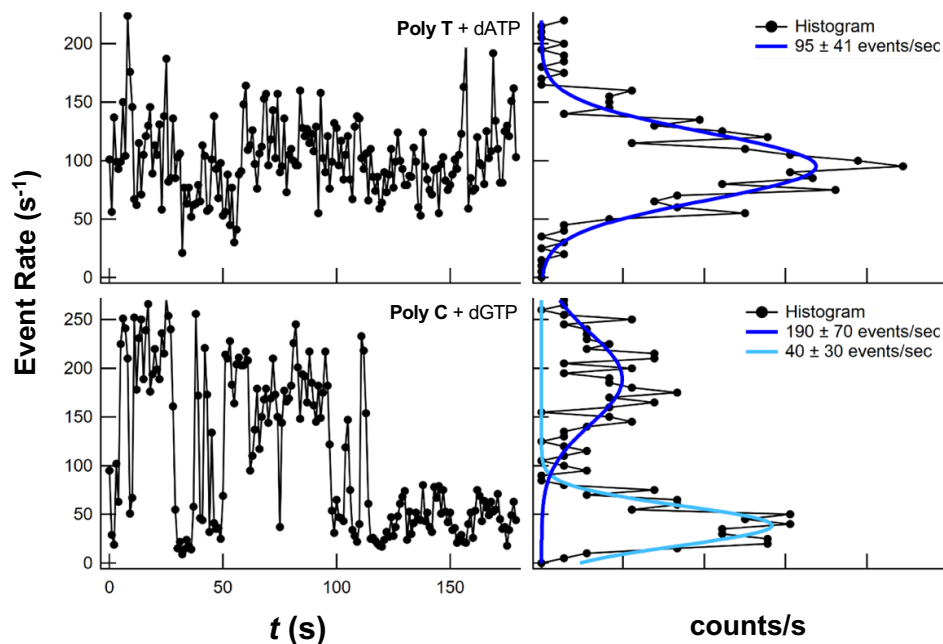 Poly T + dATP
Histogram
95 ± 41 events/sec
200
150
100
50
0
Poly C + dGTP
Histogram
190 ± 70 events/sec
40 ± 30 events/sec
250
200
150
100
50
0
0
50
100
150
Event Rate (s⁻¹)
t (s)
counts/s